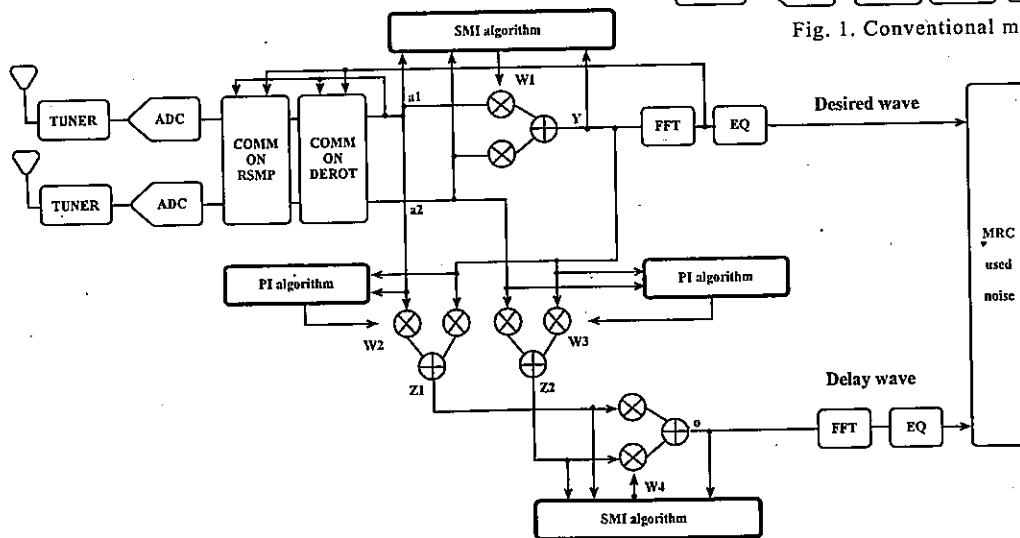 Fig. 1. Conventional m
SMI algorithm
W1
a1
TUNER
ADC
COMM
ON
RSMP
COMM
ON
DEROT
Y
FFT
EQ
Desired wave
TUNER
ADC
a2
MRC
used
noise
PI algorithm
PI algorithm
W2
W3
Z1
Z2
Delay wave
o
FFT
EQ
W4
SMI algorithm